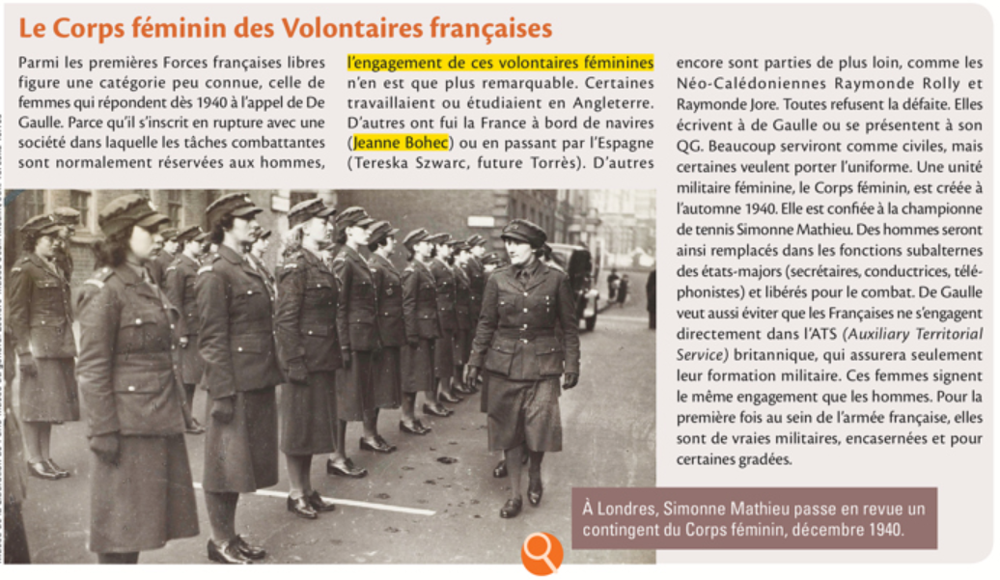 Le Corps féminin des Volontaires françaises
Parmi les premières Forces françaises libres
figure une catégorie peu connue, celle de
femmes qui répondent dès 1940 à l'appel de De
Gaulle. Parce qu'il s'inscrit en rupture avec une
société dans laquelle les tâches combattantes
sont normalement réservées aux hommes,
l'engagement de ces volontaires féminines
n'en est que plus remarquable. Certaines
travaillaient ou étudiaient en Angleterre.
D'autres ont fui la France à bord de navires
(Jeanne Bohec) ou en passant par l'Espagne
(Tereska Szwarc, future Torrès). D'autres
encore sont parties de plus loin, comme les
Néo-Calédoniennes Raymonde Rolly et
Raymonde Jore. Toutes refusent la défaite. Elles
écrivent à de Gaulle ou se présentent à son
QG. Beaucoup serviront comme civiles, mais
certaines veulent porter l'uniforme. Une unité
militaire féminine, le Corps féminin, est créée à
l'automne 1940. Elle est confiée à la championne
de tennis Simonne Mathieu. Des hommes seront
ainsi remplacés dans les fonctions subalternes
des états-majors (secrétaires, conductrices, télé-
phonistes) et libérés pour le combat. De Gaulle
veut aussi éviter que les Françaises ne s'engagent
directement dans l'ATS (Auxiliary Territorial
Service) britannique, qui assurera seulement
leur formation militaire. Ces femmes signent
le même engagement que les hommes. Pour la
première fois au sein de l'armée française, elles
sont de vraies militaires, encasernées et pour
certaines gradées.
À Londres, Simonne Mathieu passe en revue un
contingent du Corps féminin, décembre 1940.